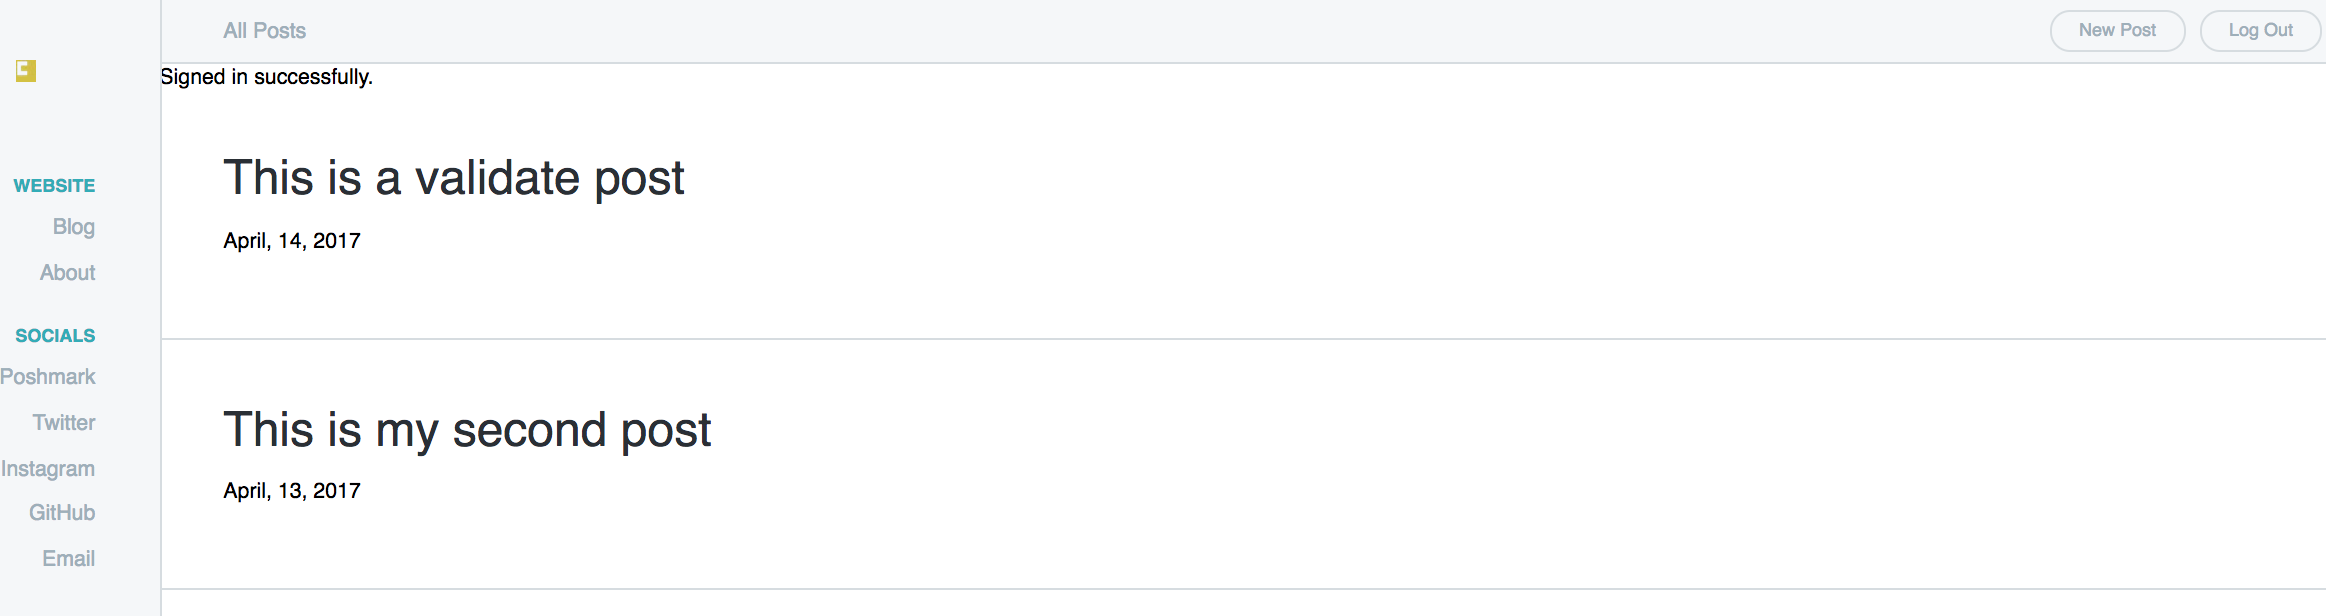 All Posts
New Post
Log Out
Signed in successfully.
WEBSITE
Blog
About
SOCIALS
Poshmark
Twitter
Instagram
GitHub
Email
This is a validate post
April, 14, 2017
This is my second post
April, 13, 2017